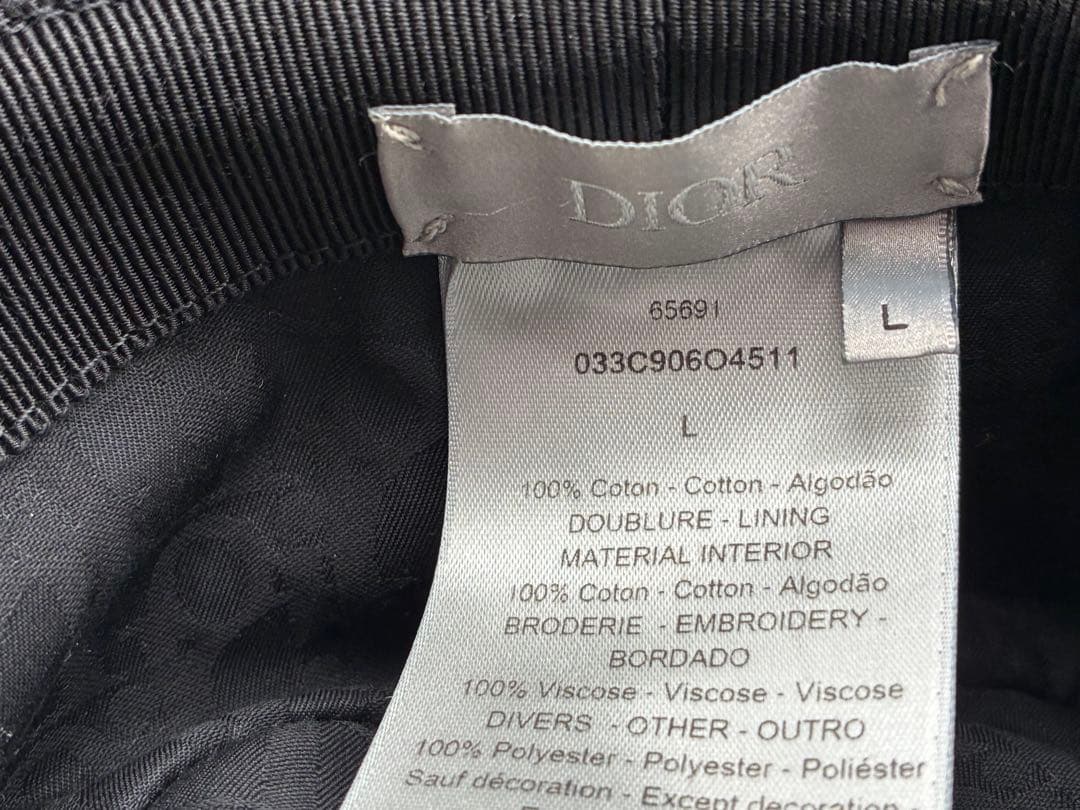 DIOR
L
65691
033C906O4511
L
100% Coton - Cotton - Algodão
DOUBLURE - LINING
MATERIAL INTERIOR
100% Coton - Cotton - Algodão
BRODERIE - EMBROIDERY -
BORDADO
100% Viscose - Viscose - Viscose
DIVERS - OTHER - OUTRO
100% Polyester - Polyester - Poliéster
Sauf décoration - Except decoration